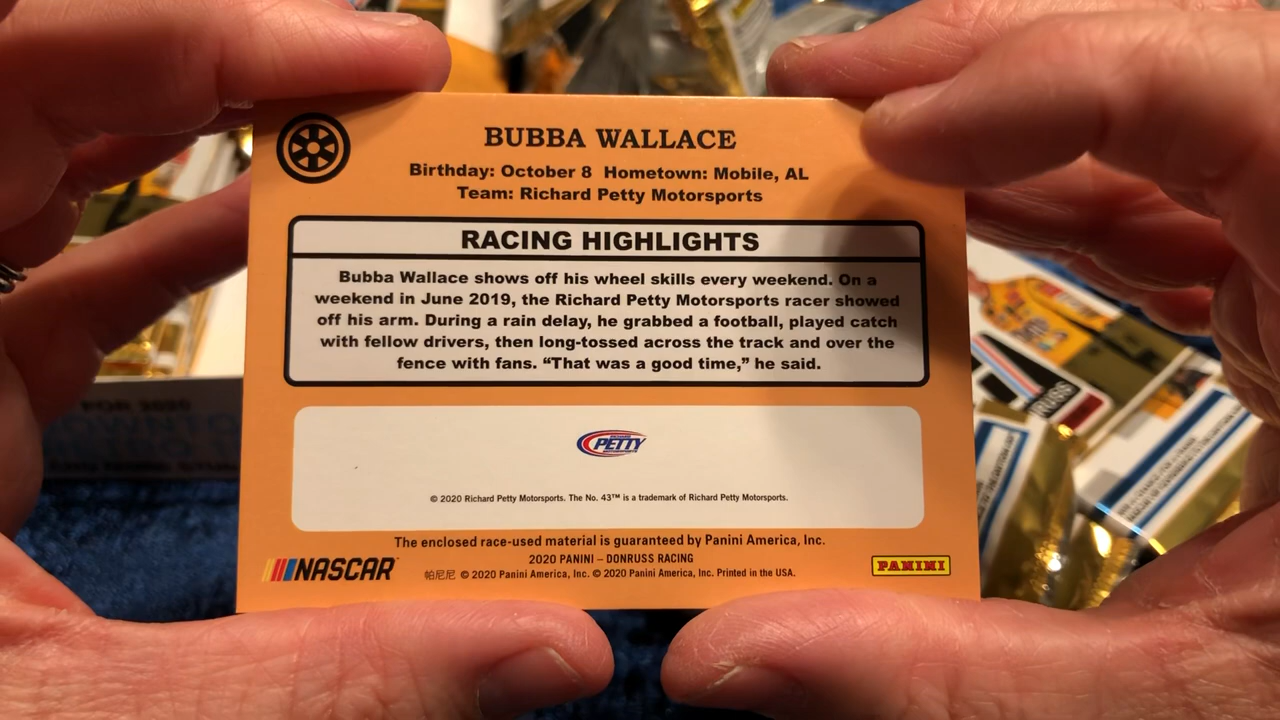 BUBBA WALLACE
Birthday: October 8 Hometown: Mobile, AL
Team: Richard Petty Motorsports
RACING HIGHLIGHTS
Bubba Wallace shows off his wheel skills every weekend. On a
weekend in June 2019, the Richard Petty Motorsports racer showed
off his arm. During a rain delay, he grabbed a football, played catch
with fellow drivers, then long-tossed across the track and over the
fence with fans. “That was a good time,” he said.
PETTY
© 2020 Richard Petty Motorsports. The No. 43™ is a trademark of Richard Petty Motorsports.
The enclosed race-used material is guaranteed by Panini America, Inc.
2020 PANINI – DONRUSS RACING
帕尼尼 © 2020 Panini America, Inc. © 2020 Panini America, Inc. Printed in the USA.
NASCAR
PANINI
RUSS